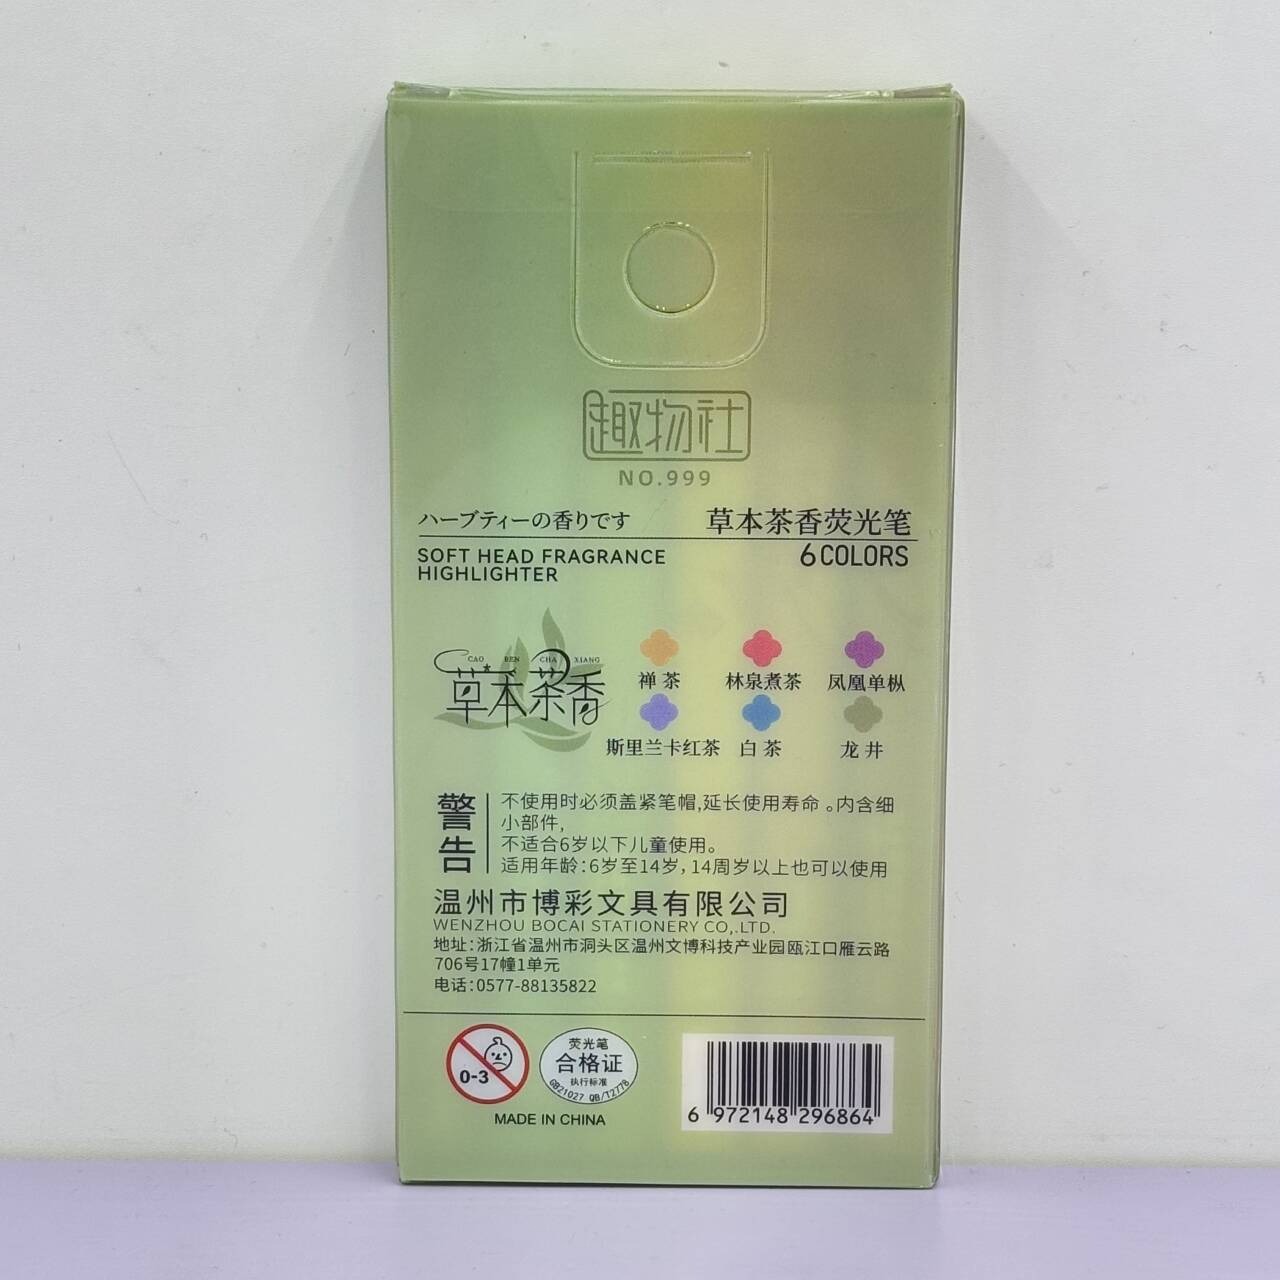 趣物社
NO.999
ハーブティーの香りです
草本茶香荧光笔
SOFT HEAD FRAGRANCE
HIGHLIGHTER
6 COLORS
CAO BEN CHA XIANG
草本茶香
禅茶 林泉煮茶 凤凰单枞
斯里兰卡红茶 白茶 龙井
警告
不使用时必须盖紧笔帽,延长使用寿命。内含细
小部件,
不适合6岁以下儿童使用。
适用年龄:6岁至14岁,14周岁以上也可以使用
温州市博彩文具有限公司
WENZHOU BOCAI STATIONERY CO,.LTD.
地址:浙江省温州市洞头区温州文博科技产业园瓯江口雁云路
706号17幢1单元
电话:0577-88135822
0-3
荧光笔
合格证
执行标准
GB21027 QB/T2778
MADE IN CHINA
6 972148 296864